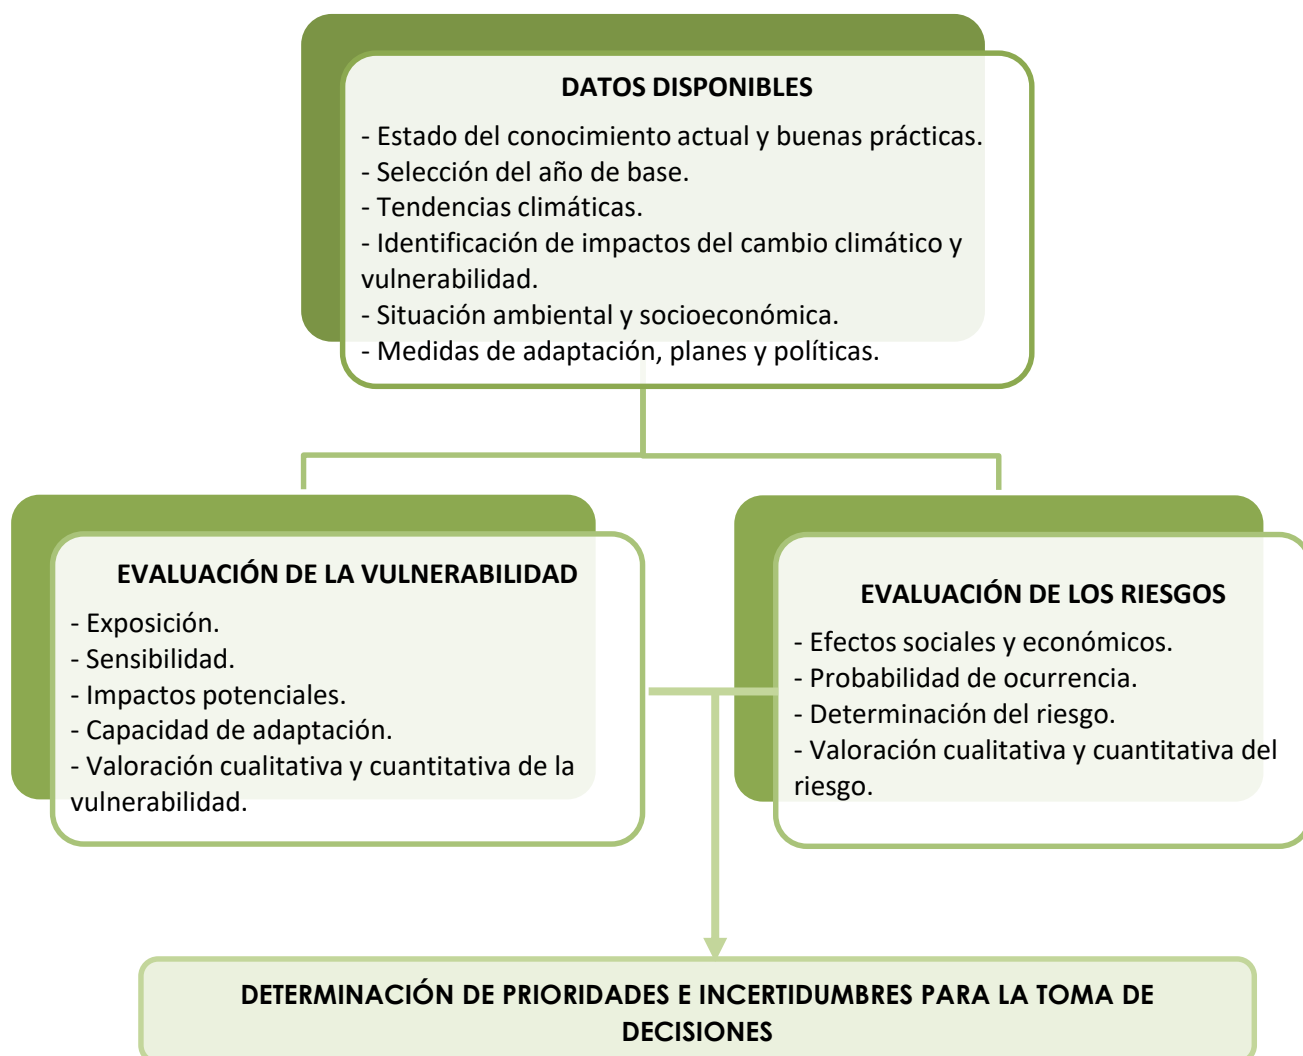 DATOS DISPONIBLES
- Estado del conocimiento actual y buenas prácticas.
- Selección del año de base.
- Tendencias climáticas.
- Identificación de impactos del cambio climático y
vulnerabilidad.
- Situación ambiental y socioeconómica.
- Medidas de adaptación, planes y políticas.
EVALUACIÓN DE LA VULNERABILIDAD
- Exposición.
- Sensibilidad.
- Impactos potenciales.
- Capacidad de adaptación.
- Valoración cualitativa y cuantitativa de la
vulnerabilidad.
EVALUACIÓN DE LOS RIESGOS
- Efectos sociales y económicos.
- Probabilidad de ocurrencia.
- Determinación del riesgo.
- Valoración cualitativa y cuantitativa del
riesgo.
DETERMINACIÓN DE PRIORIDADES E INCERTIDUMBRES PARA LA TOMA DE
DECISIONES